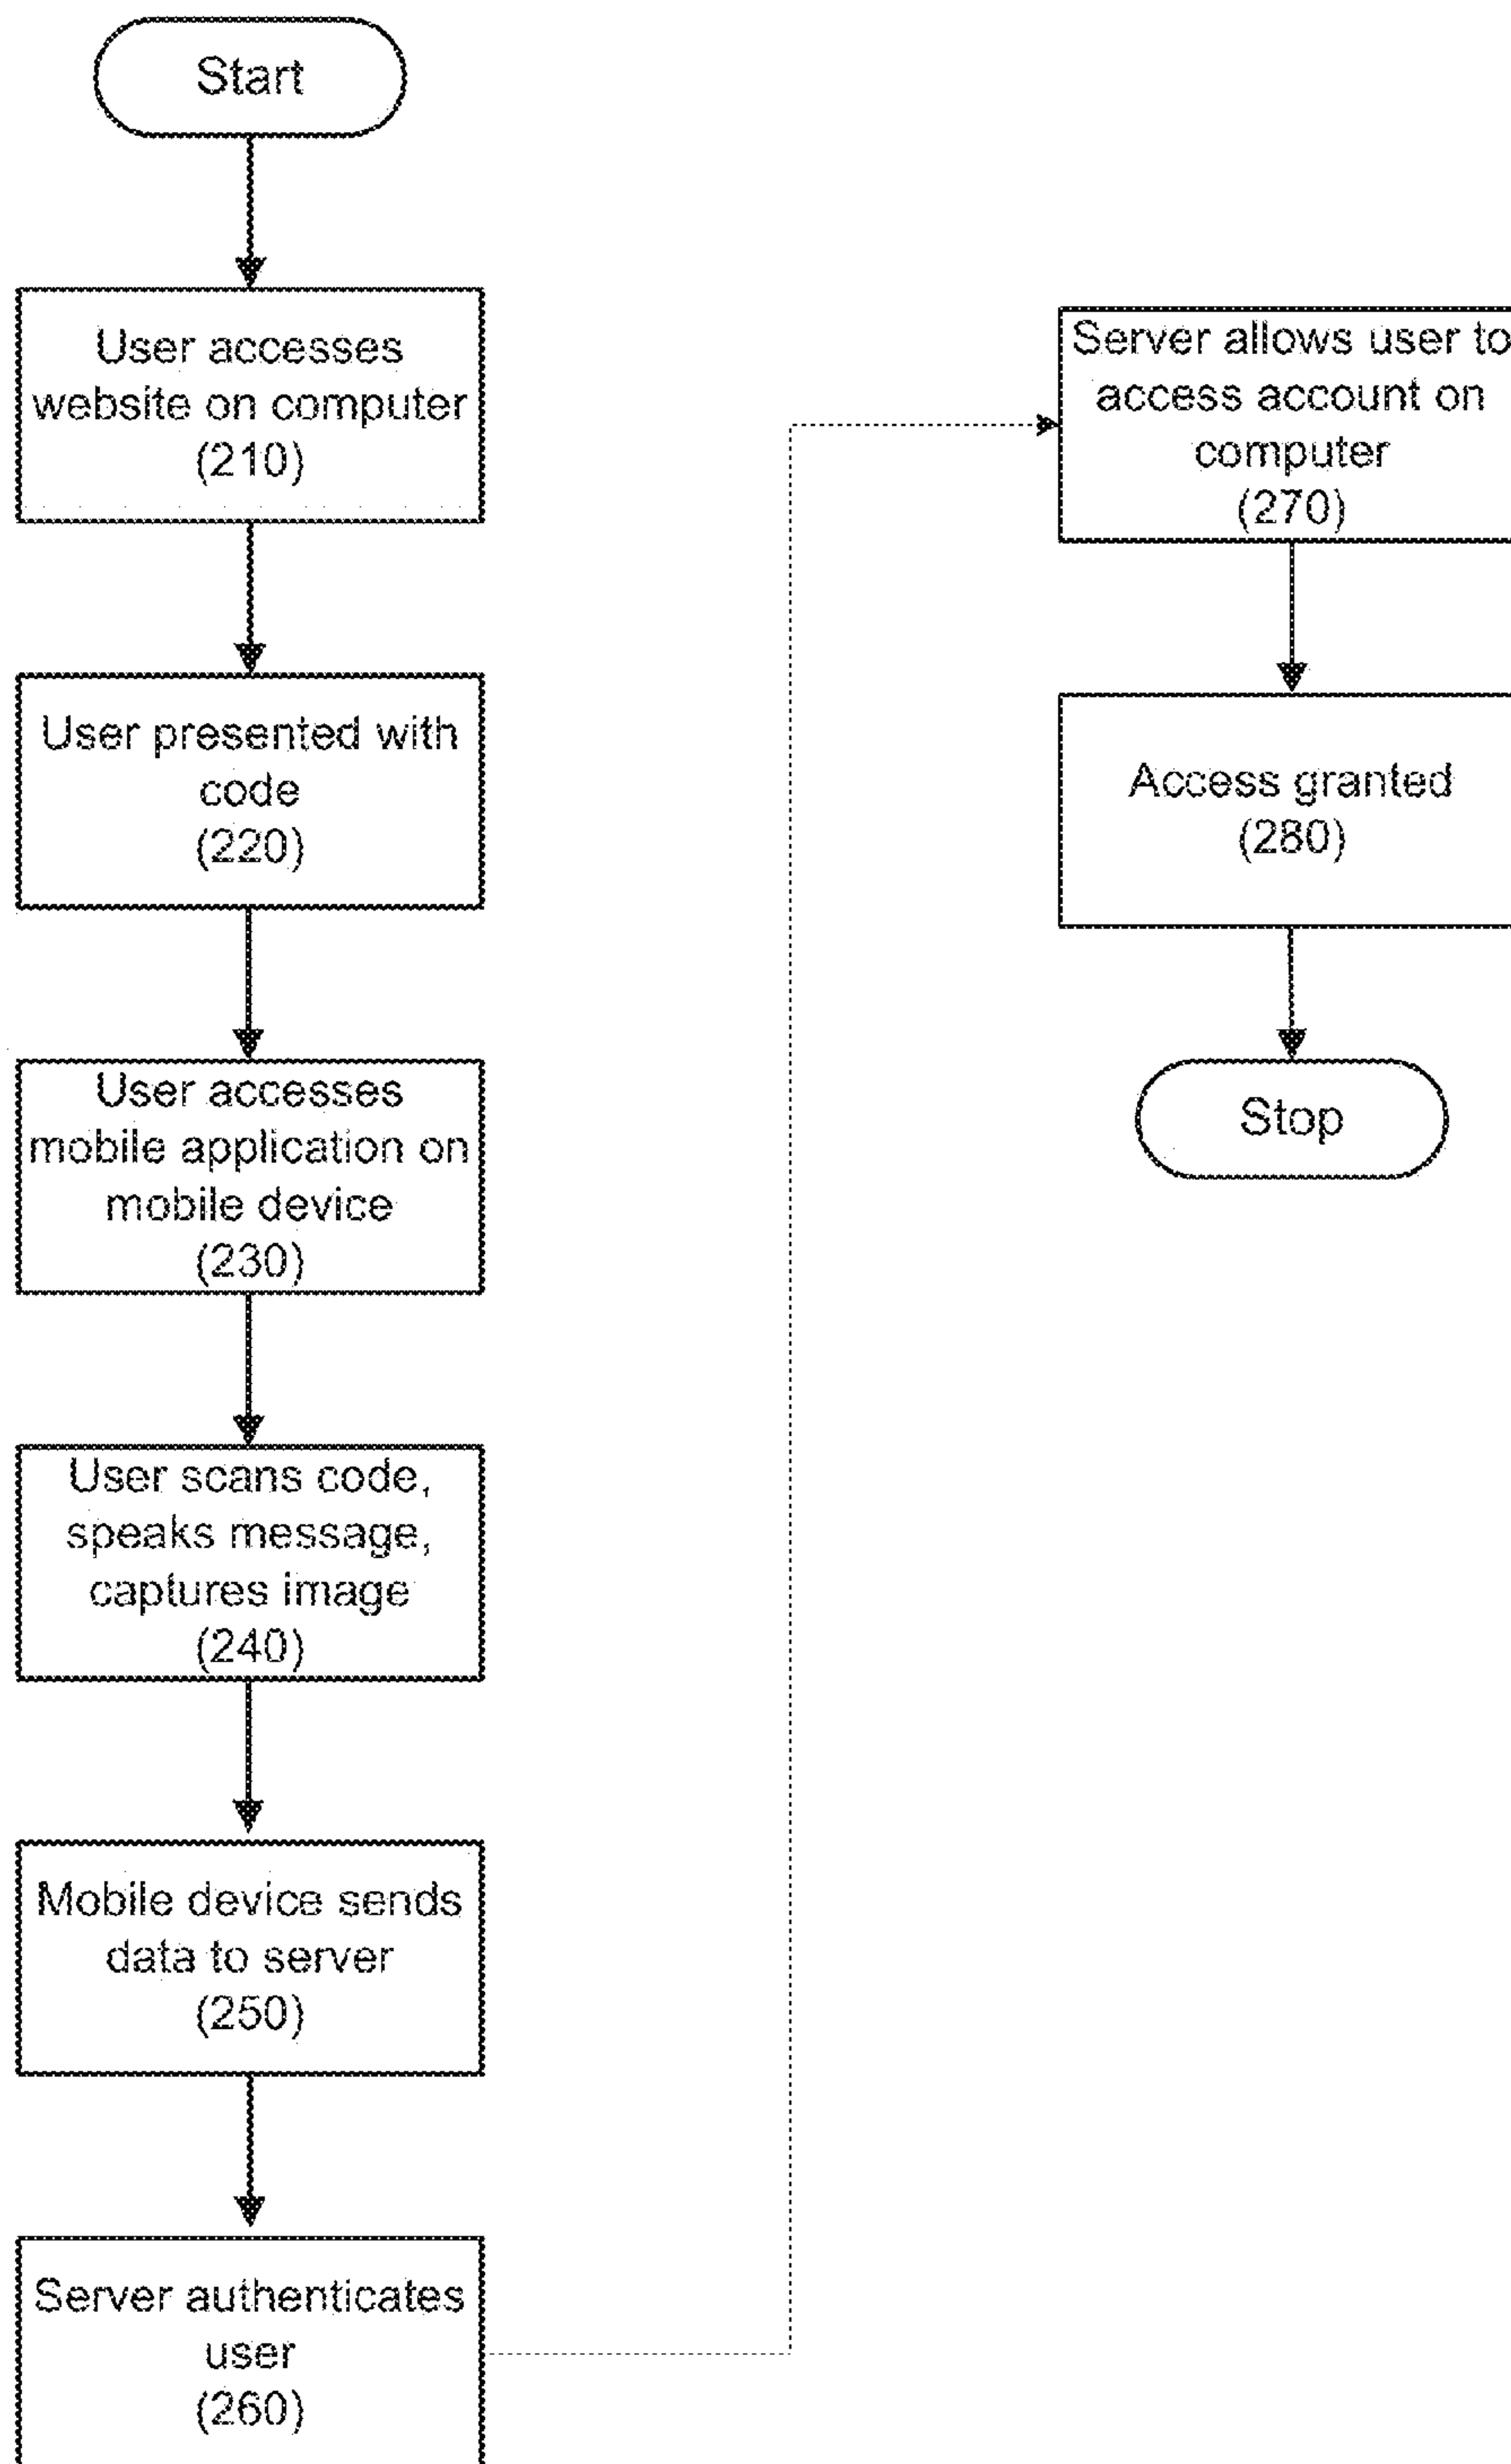 Start
User accesses
website on computer
(210)
User presented with
code
(220)
User accesses
mobile application on
mobile device
(230)
User scans code,
speaks message,
captures image
(240)
Mobile device sends
data to server
(250)
Server authenticates
user
(260)
Server allows user to
access account on
computer
(270)
Access granted
(280)
Stop